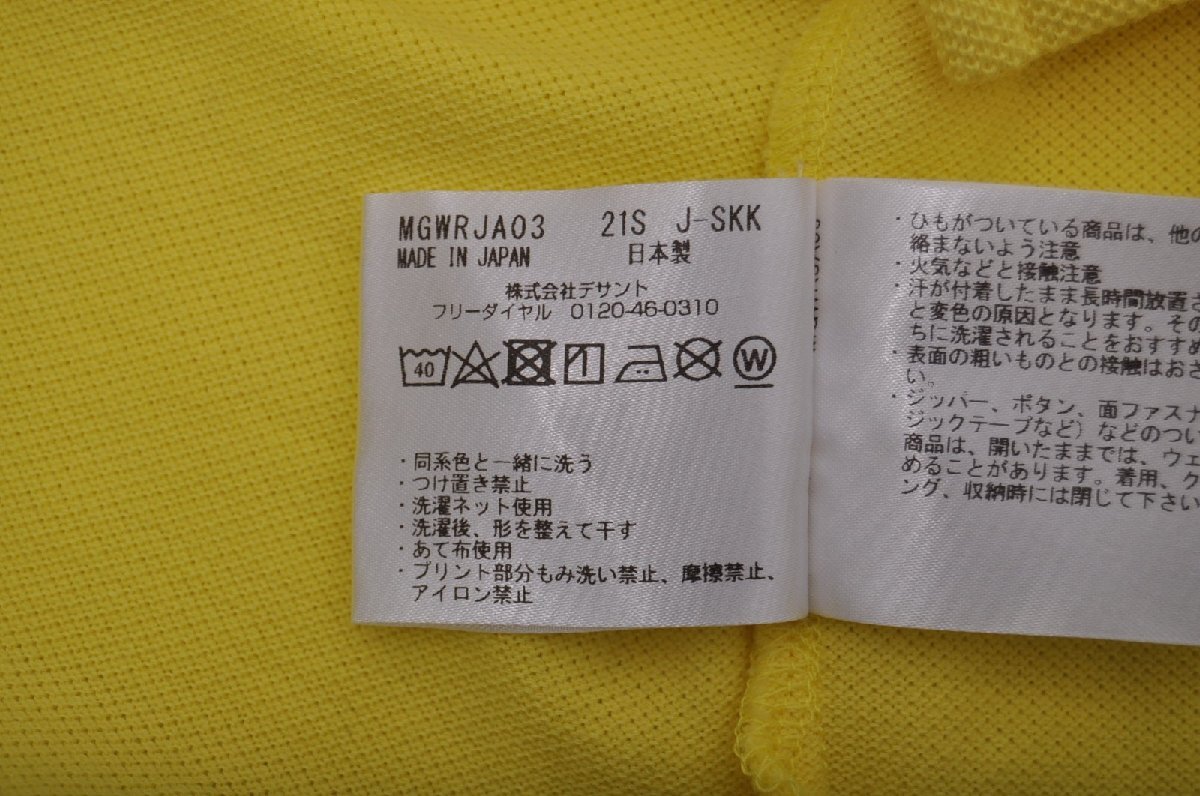 MGWRJA03 21S J-SKK
MADE IN JAPAN 日本製
株式会社デサント
フリーダイヤル 0120-46-0310
40 W
・同系色と一緒に洗う
・つけ置き禁止
・洗濯ネット使用
・洗濯後、形を整えて干す
・あて布使用
・プリント部分もみ洗い禁止、摩擦禁止、
アイロン禁止
・ひもがついている商品は、他の
絡まないよう注意
・火気などと接触注意
・汗が付着したまま長時間放置さ
と変色の原因となります。その
ちに洗濯されることをおすすめ
・表面の粗いものとの接触はおさ
い。
・ジッパー、ボタン、面ファスナ
ジックテープなど）などのつい
商品は、開いたままでは、ウェ
めることがあります。着用、ク
ング、収納時には閉じて下さい